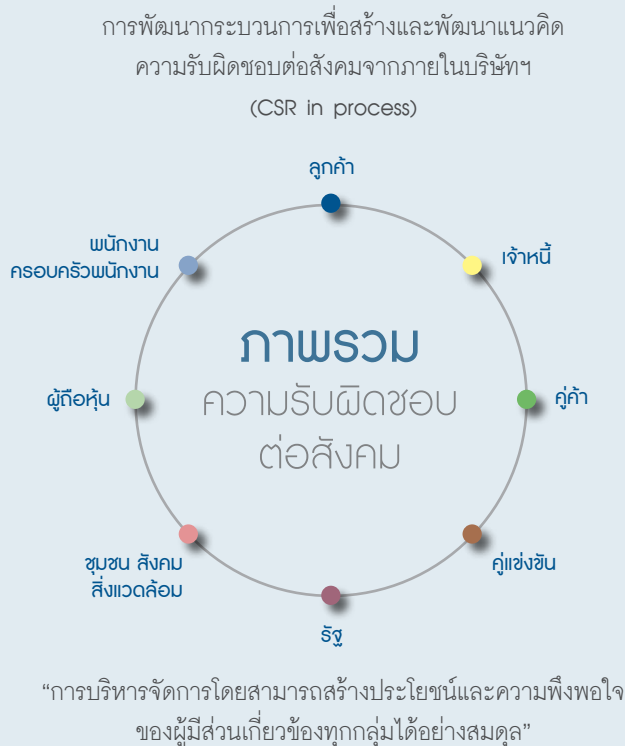 การพัฒนากระบวนการเพื่อสร้างและพัฒนาแนวคิด
ความรับผิดชอบต่อสังคมจากภายในบริษัทฯ
(CSR in process)
ลูกค้า
พนักงาน
ครอบครัวพนักงาน
เจ้าหนี้
ภาพรวม
ความรับผิดชอบ
ต่อสังคม
ผู้ถือหุ้น
คู่ค้า
ชุมชน สังคม
สิ่งแวดล้อม
คู่แข่งขัน
รัฐ
“การบริหารจัดการโดยสามารถสร้างประโยชน์และความพึงพอใจ
ของผู้มีส่วนเกี่ยวข้องทุกกลุ่มได้อย่างสมดุล”